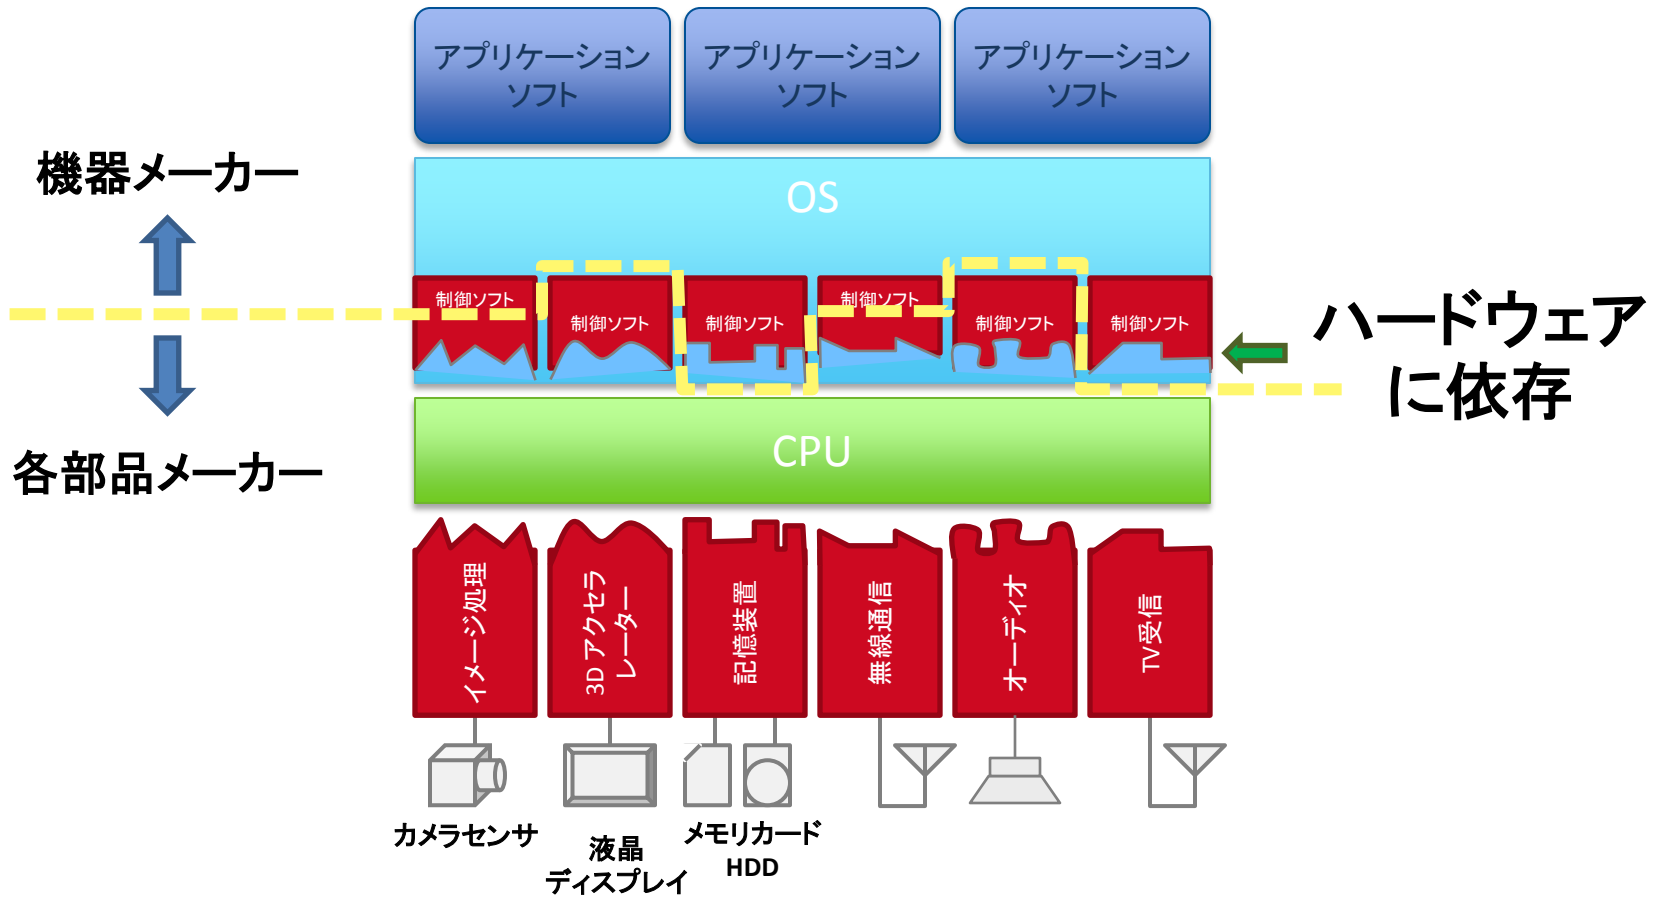 アプリケーション
ソフト
アプリケーション
ソフト
アプリケーション
ソフト
機器メーカー
OS
制御ソフト
制御ソフト
制御ソフト
制御ソフト
制御ソフト
制御ソフト
ハードウェア
に依存
CPU
各部品メーカー
イメージ処理
3D アクセラ
レーター
記憶装置
無線通信
オーディオ
TV受信
カメラセンサ
液晶
ディスプレイ
メモリカード
HDD